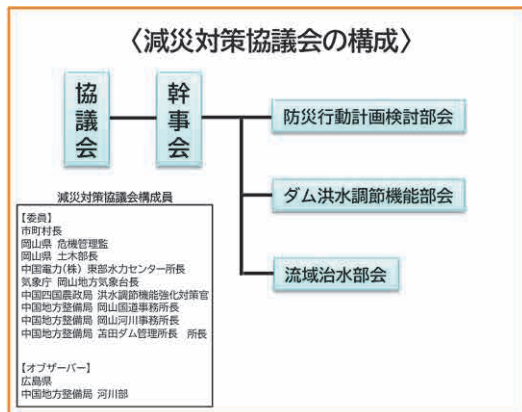 〈減災対策協議会の構成〉
協議会
幹事会
防災行動計画検討部会
ダム洪水調節機能部会
流域治水部会
減災対策協議会構成員
【委員】
市町村長
岡山県 危機管理監
岡山県 土木部長
中国電力(株) 東部水力センター所長
気象庁 岡山地方気象台長
中国四国農政局 洪水調節機能強化対策官
中国地方整備局 岡山国道事務所長
中国地方整備局 岡山河川事務所長
中国地方整備局 苫田ダム管理所長 所長
【オブザーバー】
広島県
中国地方整備局 河川部